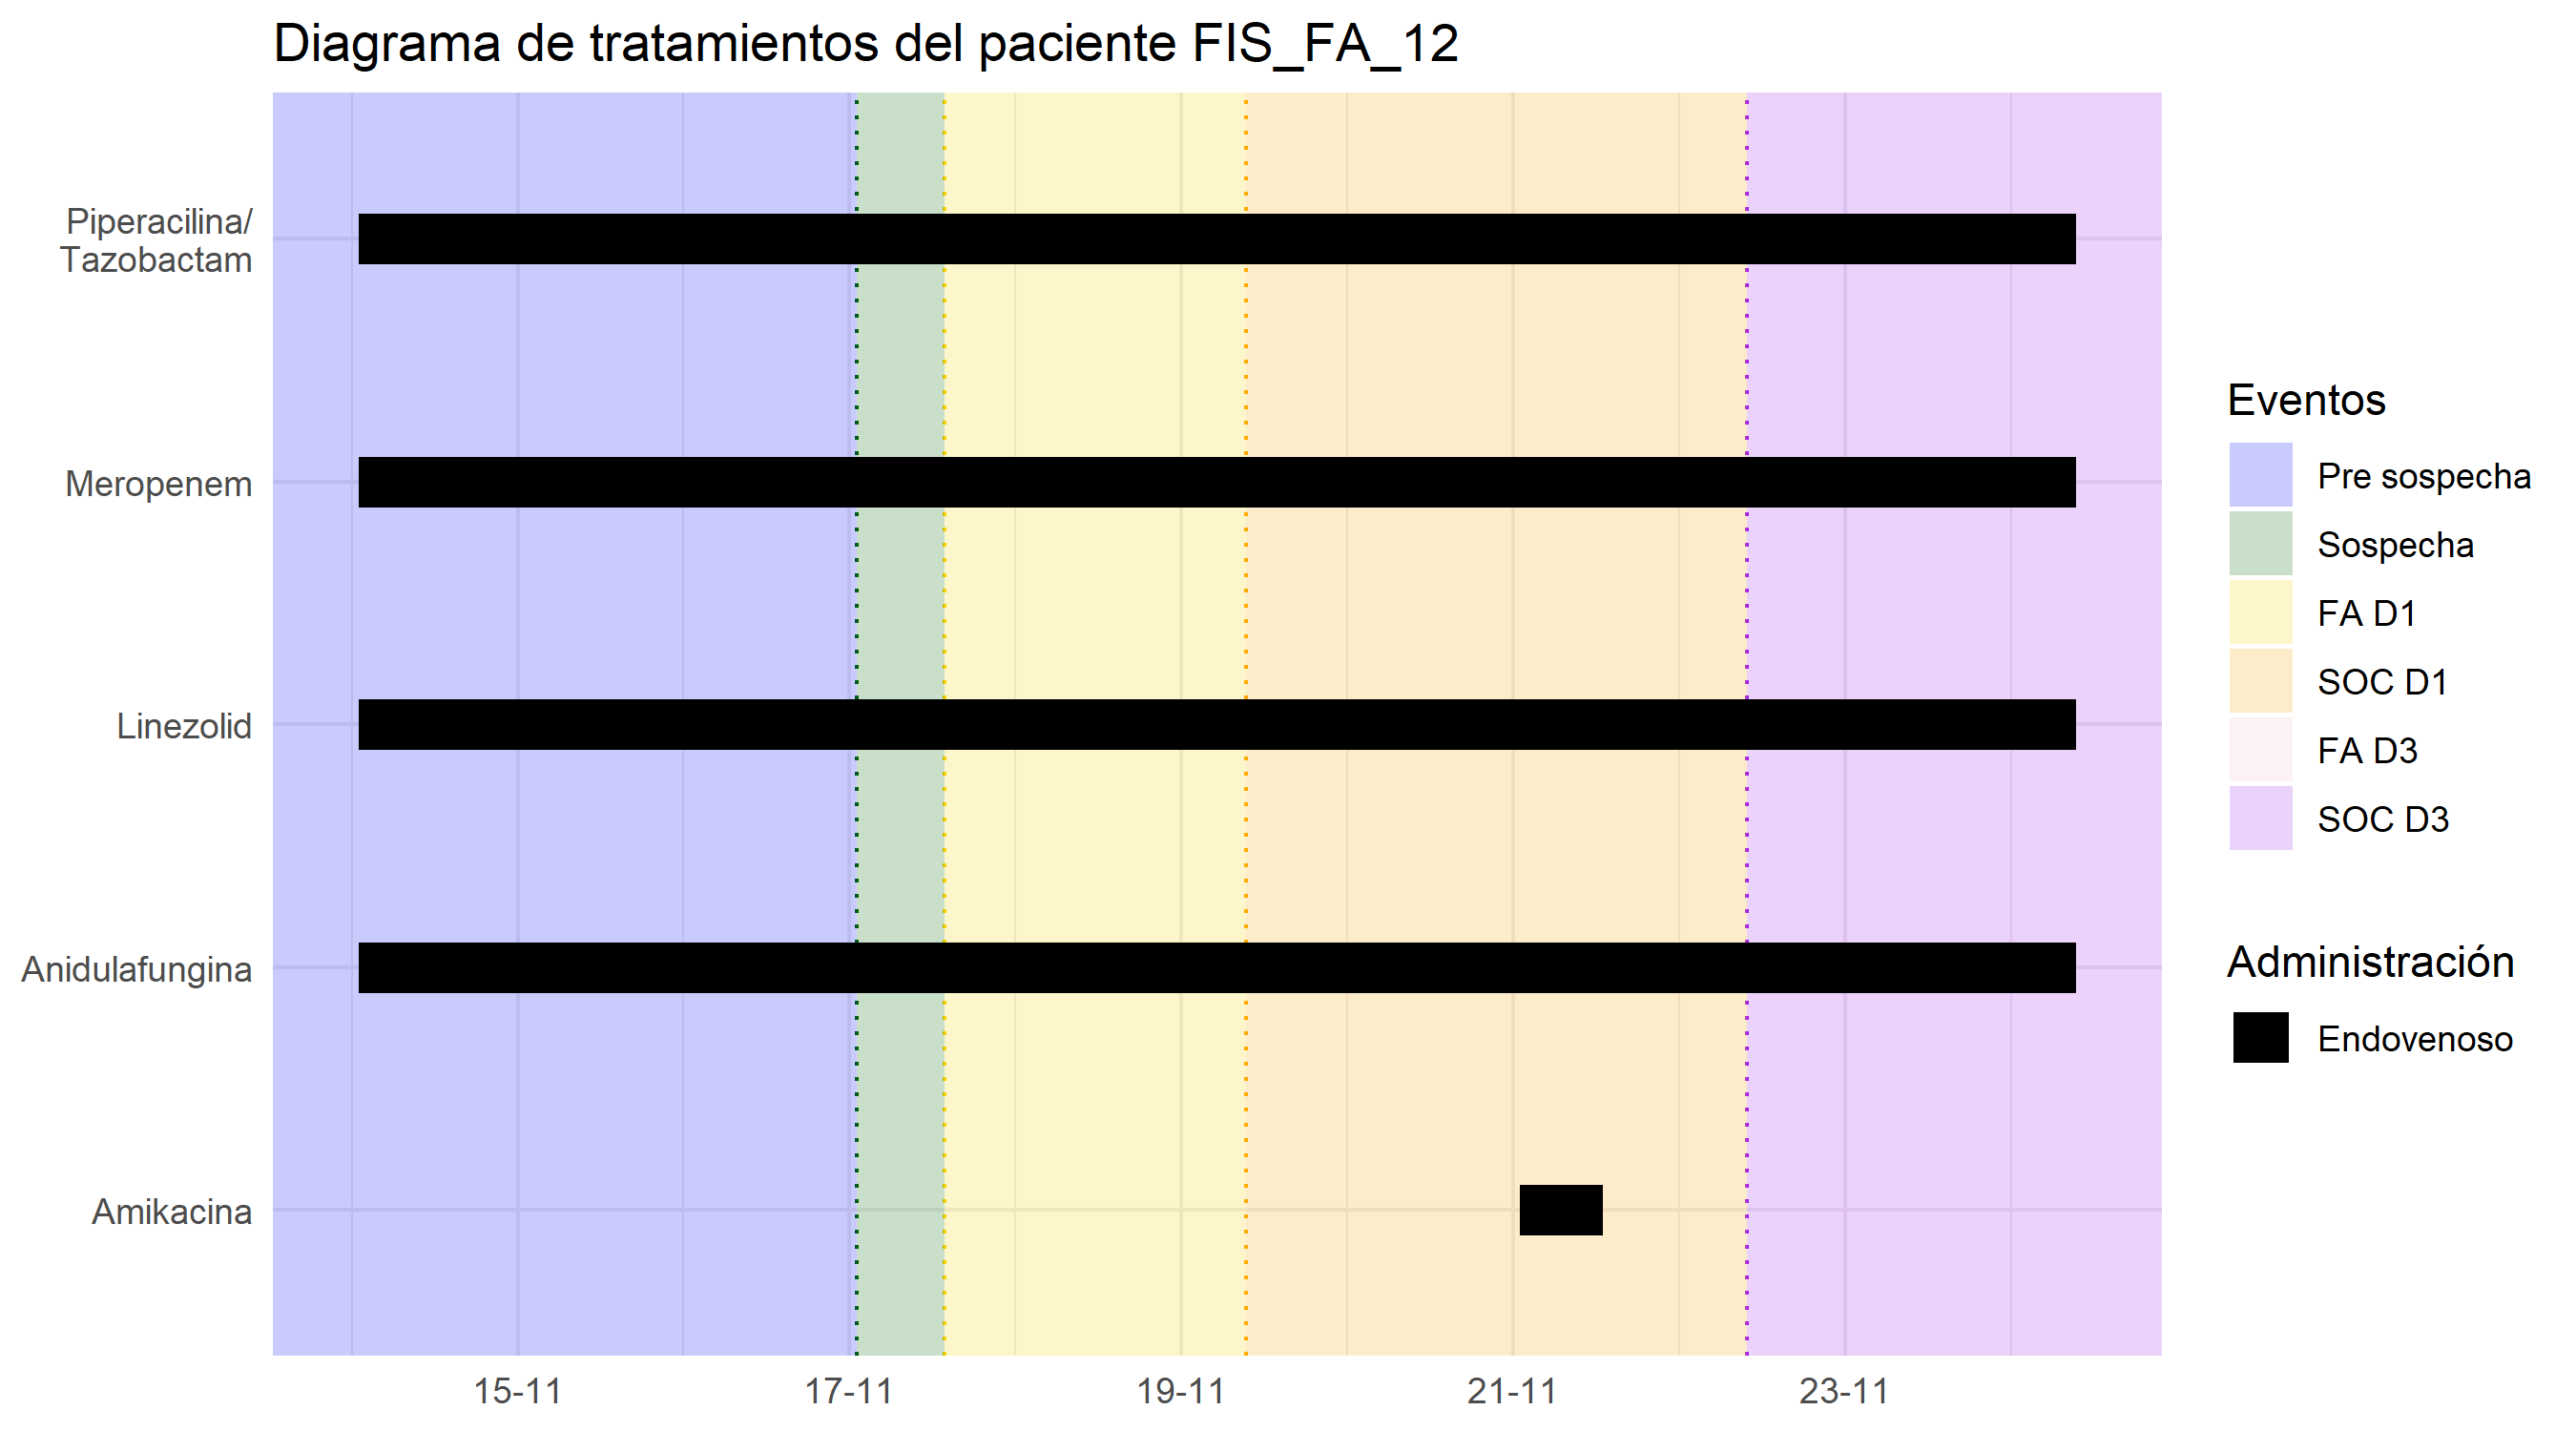 Diagrama de tratamientos del paciente FIS_FA_12
Piperacilina/
Tazobactam
Meropenem
Linezolid
Anidulafungina
Amikacina
15-11
17-11
19-11
21-11
23-11
Eventos
Pre sospecha
Sospecha
FA D1
SOC D1
FA D3
SOC D3
Administración
Endovenoso